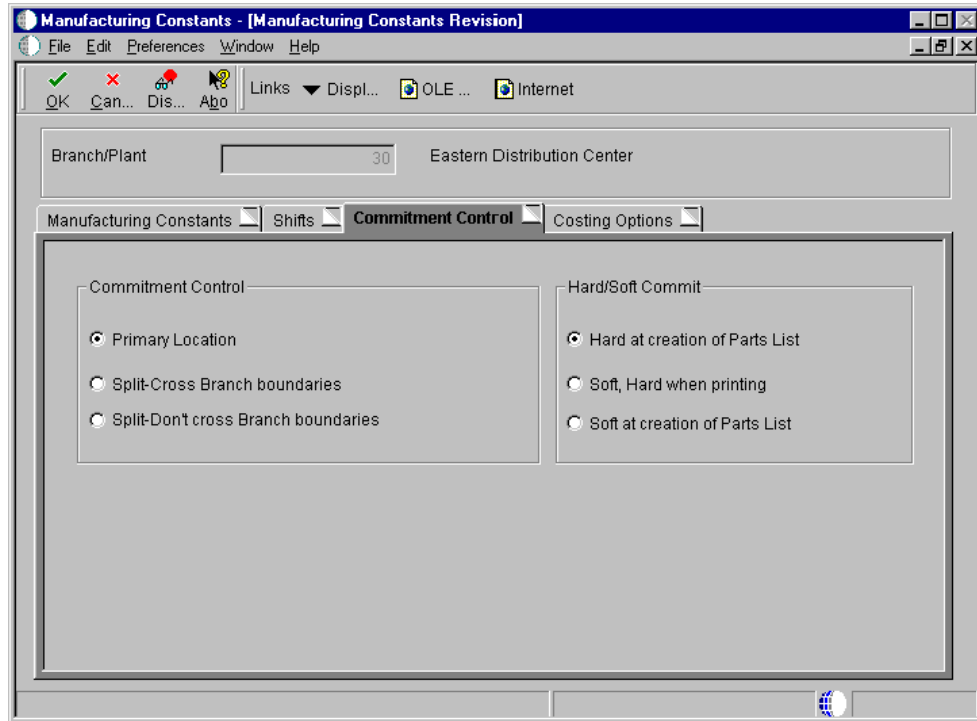 Manufacturing Constants - [Manufacturing Constants Revision]
File Edit Preferences Window Help
OK Can... Dis... Abo Links Displ... OLE ... Internet
Branch/Plant 30 Eastern Distribution Center
Manufacturing Constants Shifts Commitment Control Costing Options
Commitment Control
Primary Location
Split-Cross Branch boundaries
Split-Don't cross Branch boundaries
Hard/Soft Commit
Hard at creation of Parts List
Soft, Hard when printing
Soft at creation of Parts List